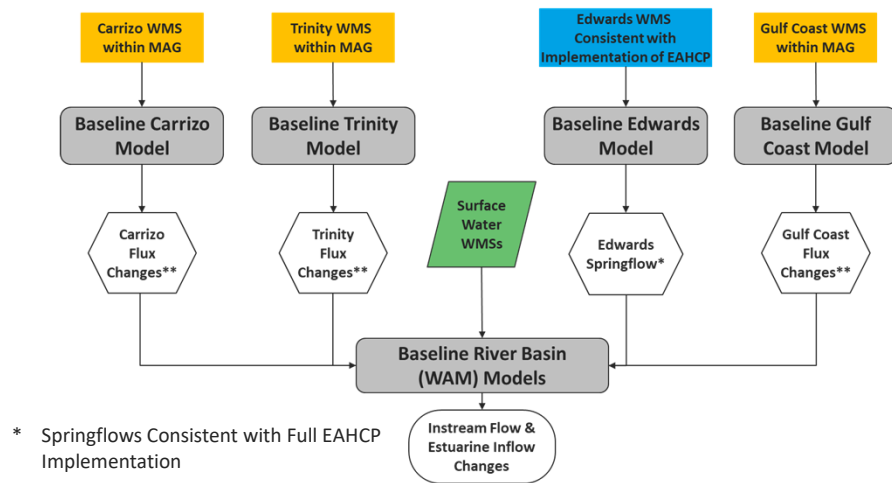 Carrizo WMS
within MAG
Trinity WMS
within MAG
Edwards WMS
Consistent with
Implementation of EAHCP
Gulf Coast WMS
within MAG
Baseline Carrizo
Model
Baseline Trinity
Model
Baseline Edwards
Model
Baseline Gulf
Coast Model
Carrizo
Flux
Changes**
Trinity
Flux
Changes**
Surface
Water
WMSs
Edwards
Springflow*
Gulf Coast
Flux
Changes**
Baseline River Basin
(WAM) Models
Instream Flow &
Estuarine Inflow
Changes
* Springflows Consistent with Full EAHCP
Implementation